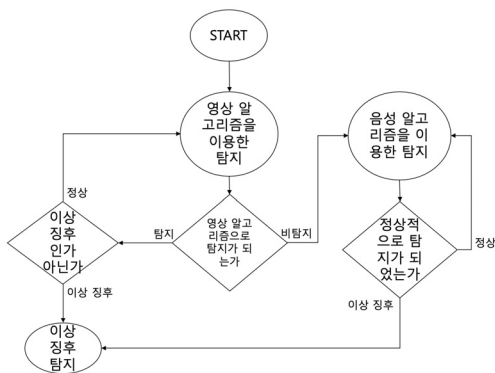 START
영상 알
고리즘을
이용한
탐지
음성 알고
리즘을 이
용한 탐지
정상
이상
징후
인가
아닌가
탐지
영상 알고
리즘으로
탐지가 되
는가
비탐지
정상적
으로 탐
지가 되
었는가
정상
이상 징후
이상 징후
이상
징후
탐지